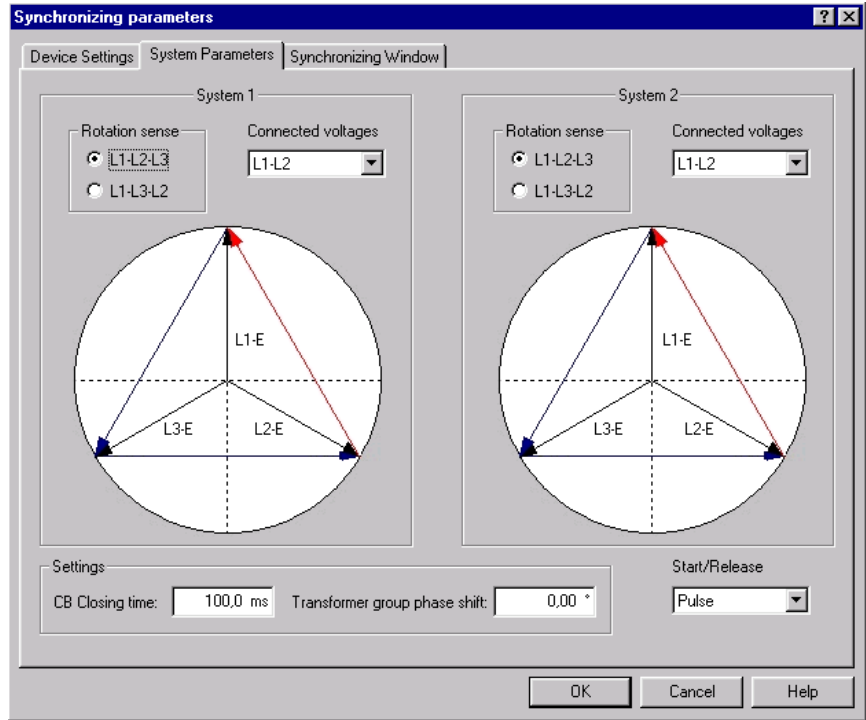 Synchronizing parameters
Device Settings System Parameters Synchronizing Window
System 1
Rotation sense
L1-L2-L3
L1-L3-L2
Connected voltages
L1-L2
L1-E
L3-E
L2-E
System 2
Rotation sense
L1-L2-L3
L1-L3-L2
Connected voltages
L1-L2
L1-E
L3-E
L2-E
Settings
CB Closing time: 100,0 ms Transformer group phase shift: 0,00 °
Start/Release
Pulse
OK Cancel Help